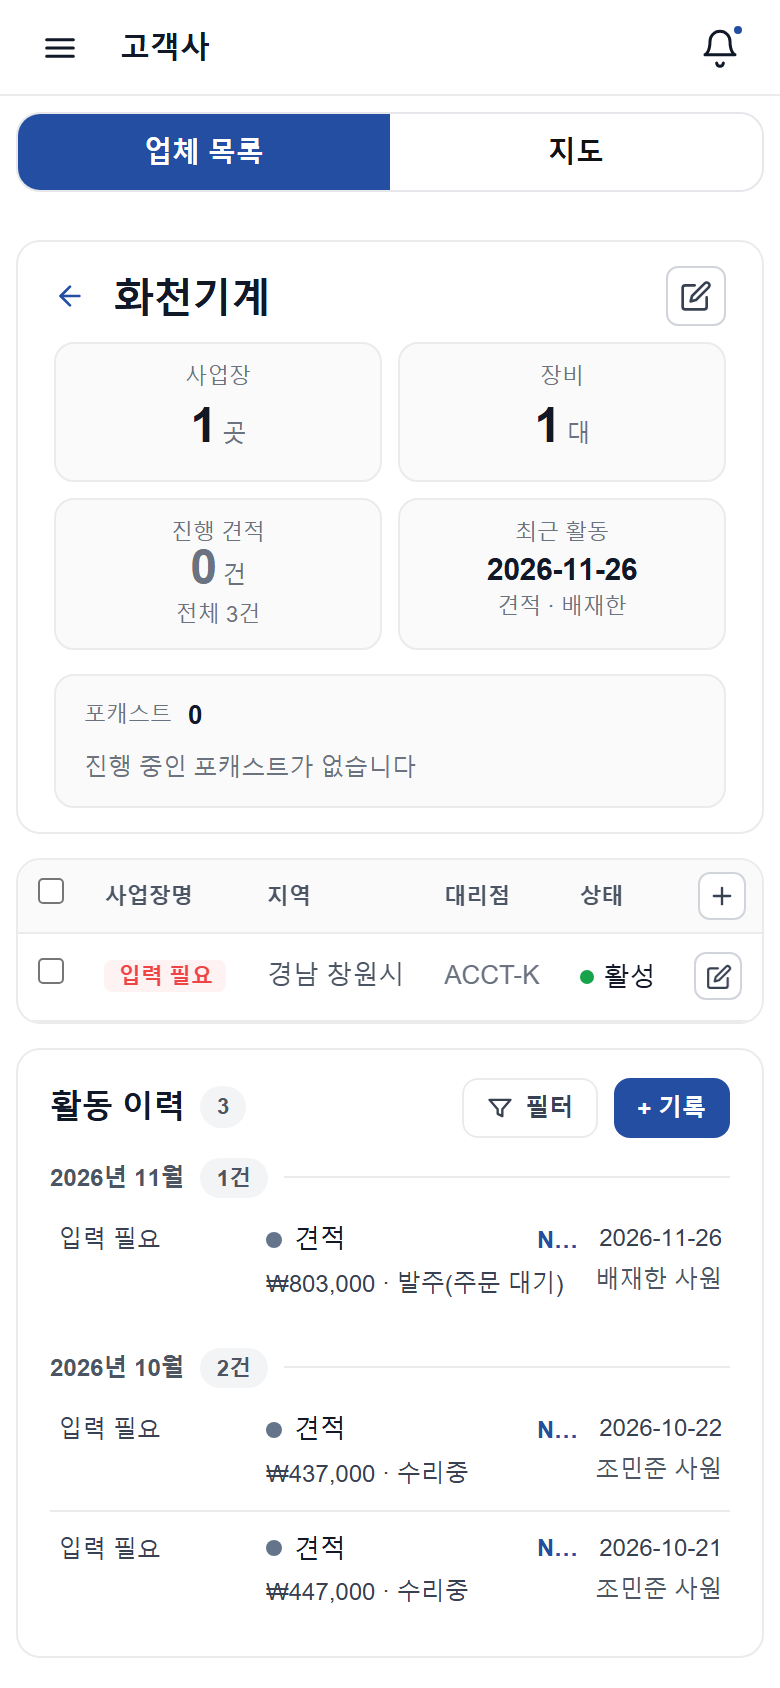 고객사
업체 목록
지도
화천기계
사업장
1 곳
장비
1 대
진행 견적
0 건
전체 3건
최근 활동
2026-11-26
견적 · 배재한
포캐스트 0
진행 중인 포캐스트가 없습니다
사업장명 지역 대리점 상태 +
입력 필요 경남 창원시 ACCT-K 활성
활동 이력 3 필터 + 기록
2026년 11월 1건
입력 필요 견적 N... 2026-11-26
₩803,000 · 발주(주문 대기) 배재한 사원
2026년 10월 2건
입력 필요 견적 N... 2026-10-22
₩437,000 · 수리중 조민준 사원
입력 필요 견적 N... 2026-10-21
₩447,000 · 수리중 조민준 사원